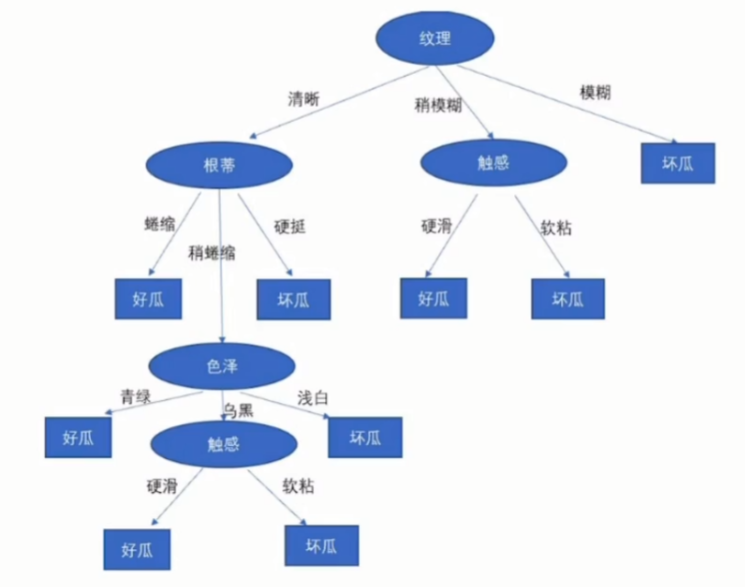 纹理
清晰
稍模糊
模糊
根蒂
触感
坏瓜
蜷缩
稍蜷缩
硬挺
硬滑
软粘
好瓜
坏瓜
好瓜
坏瓜
色泽
青绿
乌黑
浅白
好瓜
触感
坏瓜
硬滑
软粘
好瓜
坏瓜